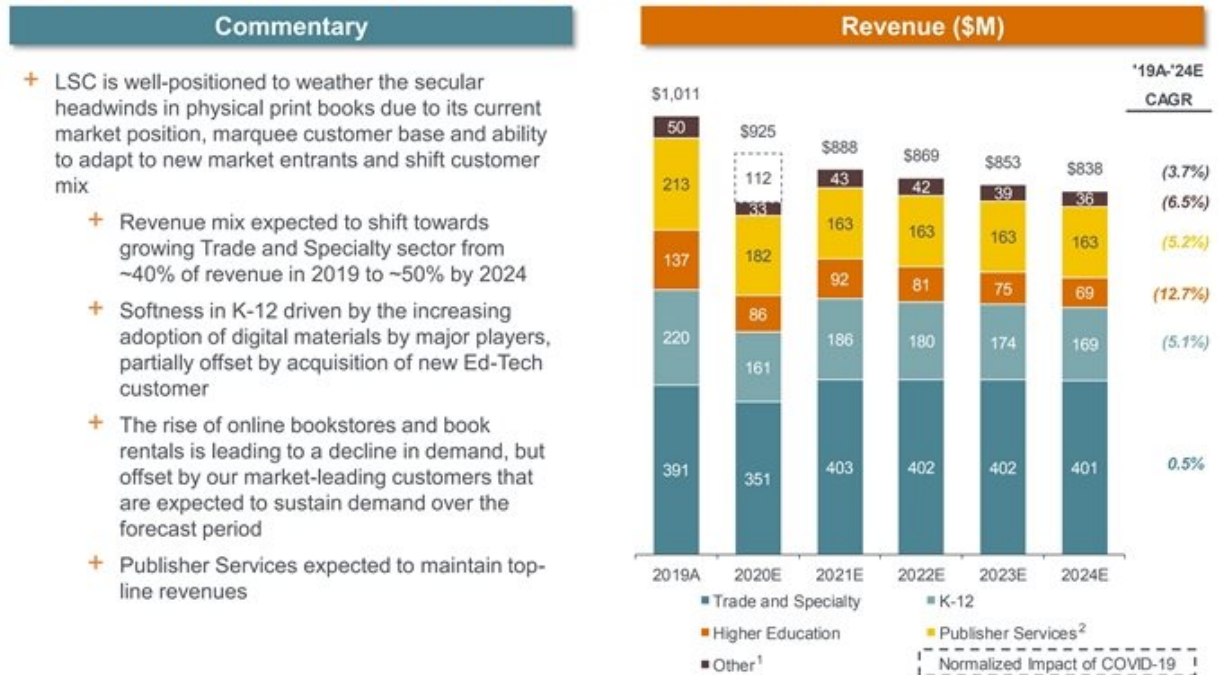 Commentary
+ LSC is well-positioned to weather the secular
headwinds in physical print books due to its current
market position, marquee customer base and ability
to adapt to new market entrants and shift customer
mix
+ Revenue mix expected to shift towards
growing Trade and Specialty sector from
~40% of revenue in 2019 to ~50% by 2024
+ Softness in K-12 driven by the increasing
adoption of digital materials by major players,
partially offset by acquisition of new Ed-Tech
customer
+ The rise of online bookstores and book
rentals is leading to a decline in demand, but
offset by our market-leading customers that
are expected to sustain demand over the
forecast period
+ Publisher Services expected to maintain top-
line revenues
Revenue ($M)
'19A-'24E
CAGR
$1,011
50
213
137
220
391
2019A
$925
112
33
182
86
161
351
2020E
$888
43
163
92
186
403
2021E
$869
42
163
81
180
402
2022E
$853
39
163
75
174
402
2023E
$838
36
163
69
169
401
2024E
(3.7%)
(6.5%)
(5.2%)
(12.7%)
(5.1%)
0.5%
Trade and Specialty
K-12
Higher Education
Publisher Services2
Other1
Normalized Impact of COVID-19